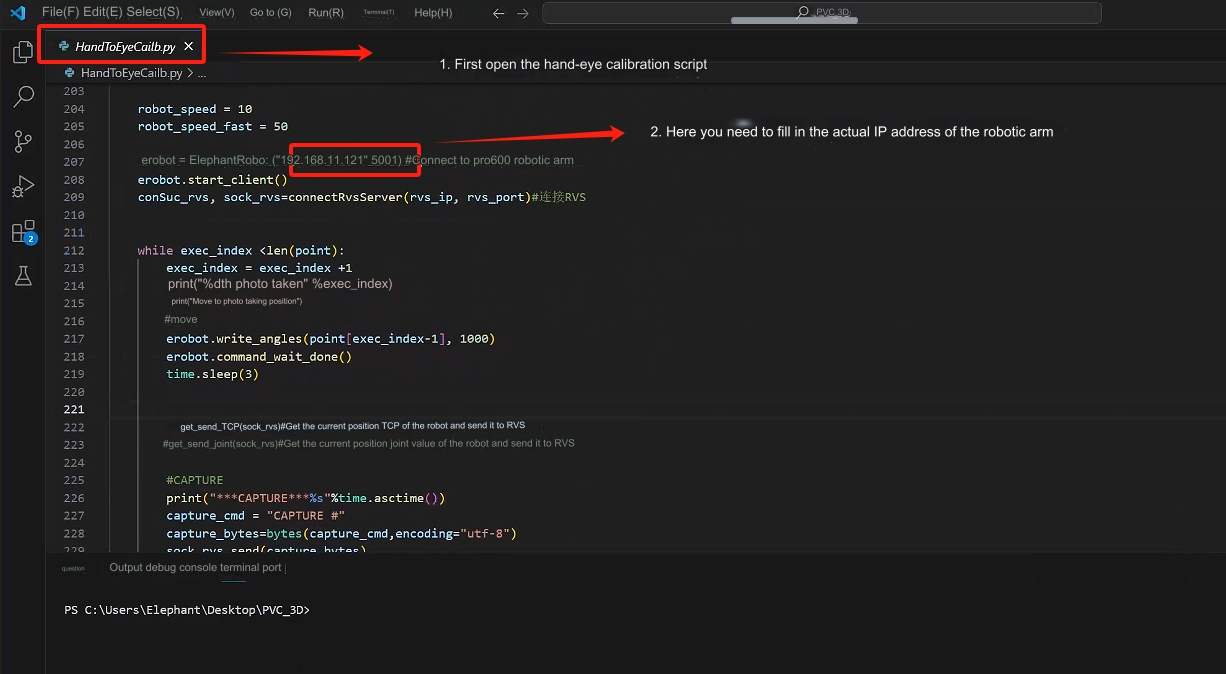 File(F) Edit(E) Select(S) View(V) Go to (G) Run(R) Terminal(T) Help(H) PVC_3D
HandToEyeCailb.py ×
1. First open the hand-eye calibration script
HandToEyeCailb.py > ...
203
204 robot_speed = 10
205 robot_speed_fast = 50
2. Here you need to fill in the actual IP address of the robotic arm
206
207 erobot = ElephantRobo: ("192.168.11.121" 5001) #Connect to pro600 robotic arm
208 erobot.start_client()
209 conSuc_rvs, sock_rvs=connectRvsServer(rvs_ip, rvs_port)#连接RVS
210
211
212 while exec_index <len(point):
213 exec_index = exec_index +1
214 print("%dth photo taken" %exec_index)
215 print("Move to photo taking position")
216 #move
217 erobot.write_angles(point[exec_index-1], 1000)
218 erobot.command_wait_done()
219 time.sleep(3)
220
221
222 get_send_TCP(sock_rvs)#Get the current position TCP of the robot and send it to RVS
223 #get_send_joint(sock_rvs)#Get the current position joint value of the robot and send it to RVS
224
225 #CAPTURE
226 print("***CAPTURE***%s"%time.asctime())
227 capture_cmd = "CAPTURE #"
228 capture_bytes=bytes(capture_cmd,encoding="utf-8")
229 sock_rvs.send(capture_bytes)
2
question Output debug console terminal port
PS C:\Users\Elephant\Desktop\PVC_3D>